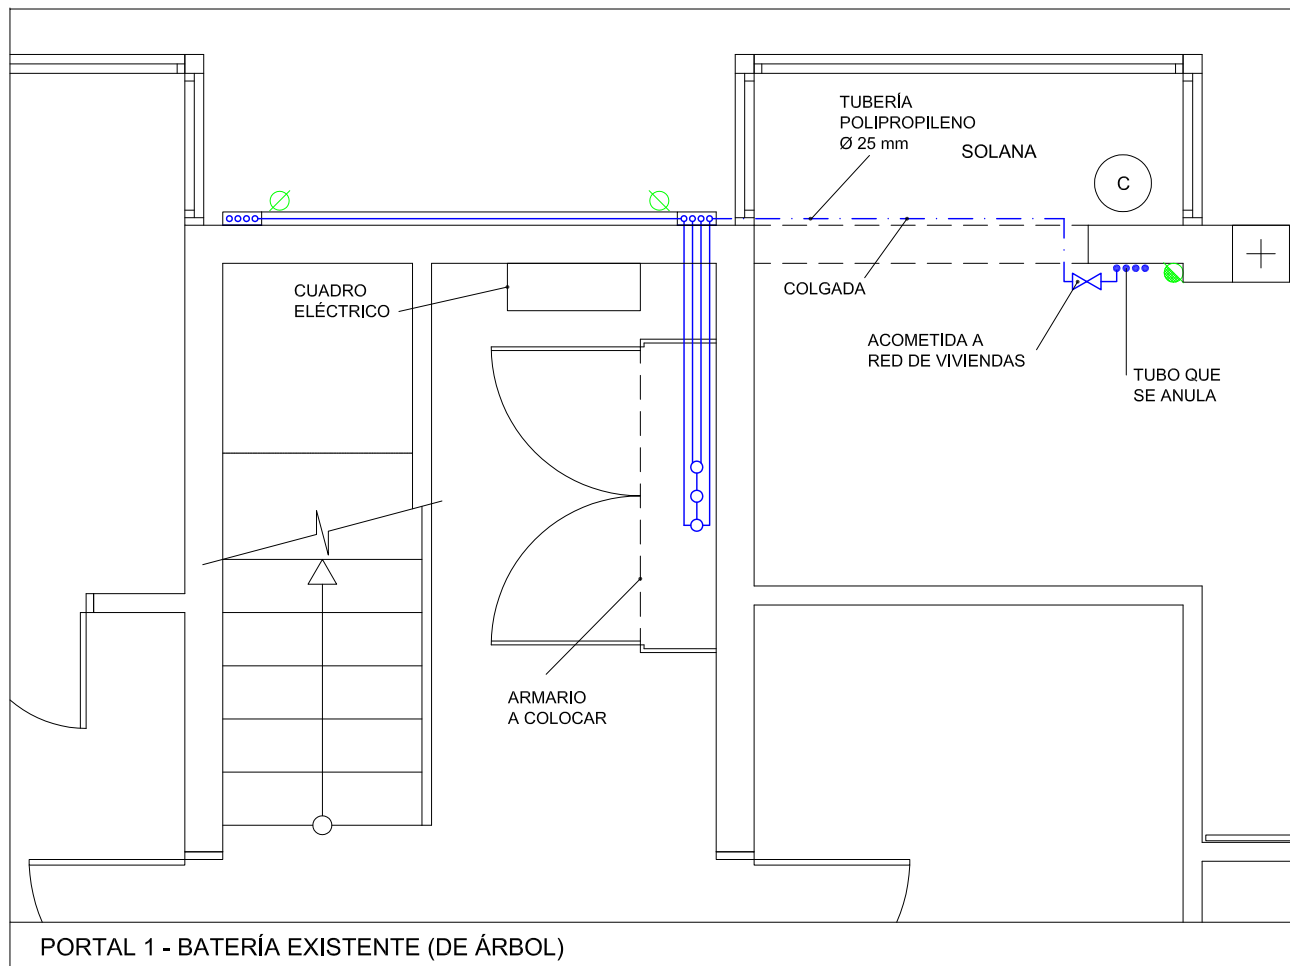 TUBERÍA
POLIPROPILENO
Ø 25 mm
SOLANA
C
CUADRO
ELÉCTRICO
COLGADA
ACOMETIDA A
RED DE VIVIENDAS
TUBO QUE
SE ANULA
ARMARIO
A COLOCAR
PORTAL 1 - BATERÍA EXISTENTE (DE ÁRBOL)